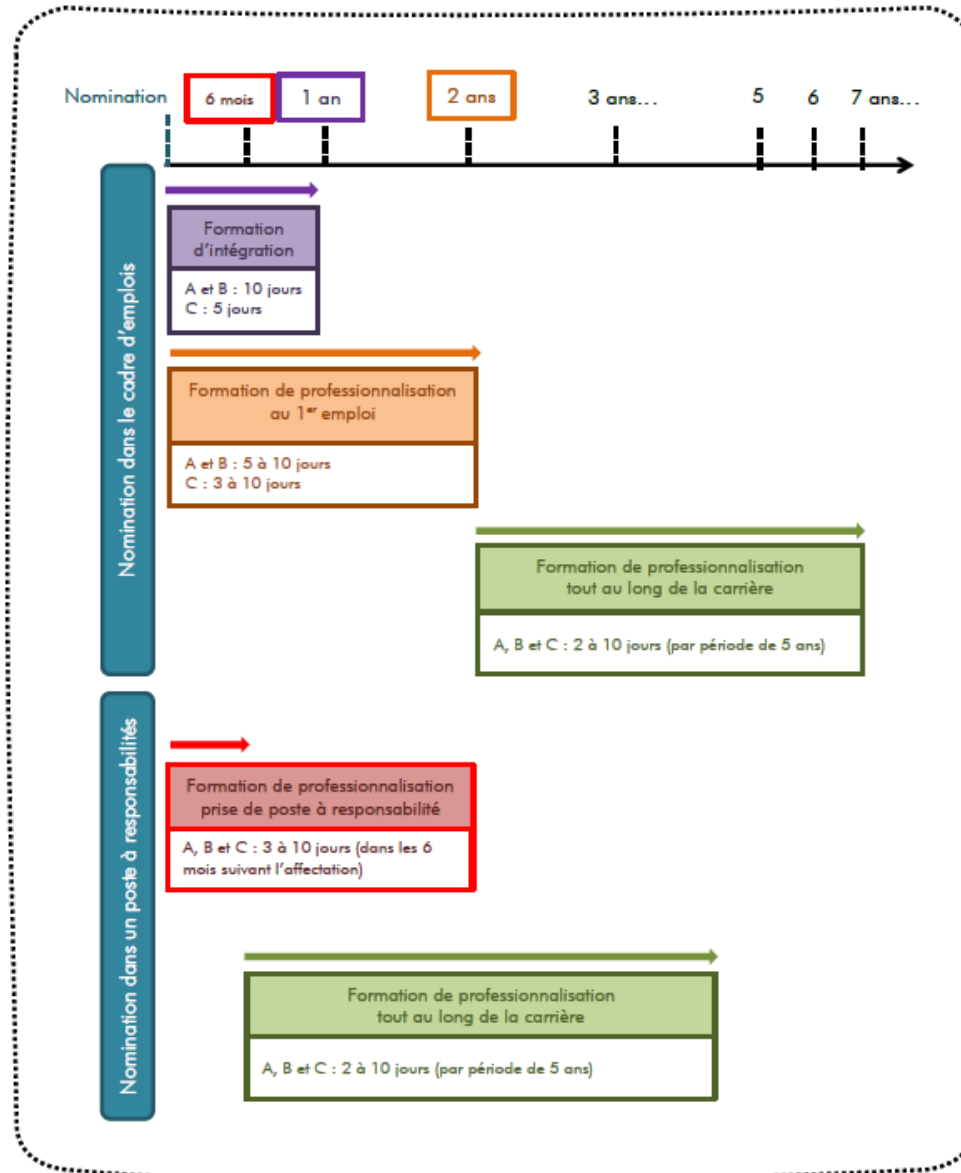 Nomination
6 mois
1 an
2 ans
3 ans...
5
6
7 ans...
Nomination dans le cadre d'emplois
Formation
d'intégration
A et B : 10 jours
C : 5 jours
Formation de professionnalisation
au 1er emploi
A et B : 5 à 10 jours
C : 3 à 10 jours
Formation de professionnalisation
tout au long de la carrière
A, B et C : 2 à 10 jours (par période de 5 ans)
Nomination dans un poste à responsabilités
Formation de professionnalisation
prise de poste à responsabilité
A, B et C : 3 à 10 jours (dans les 6
mois suivant l'affectation)
Formation de professionnalisation
tout au long de la carrière
A, B et C : 2 à 10 jours (par période de 5 ans)